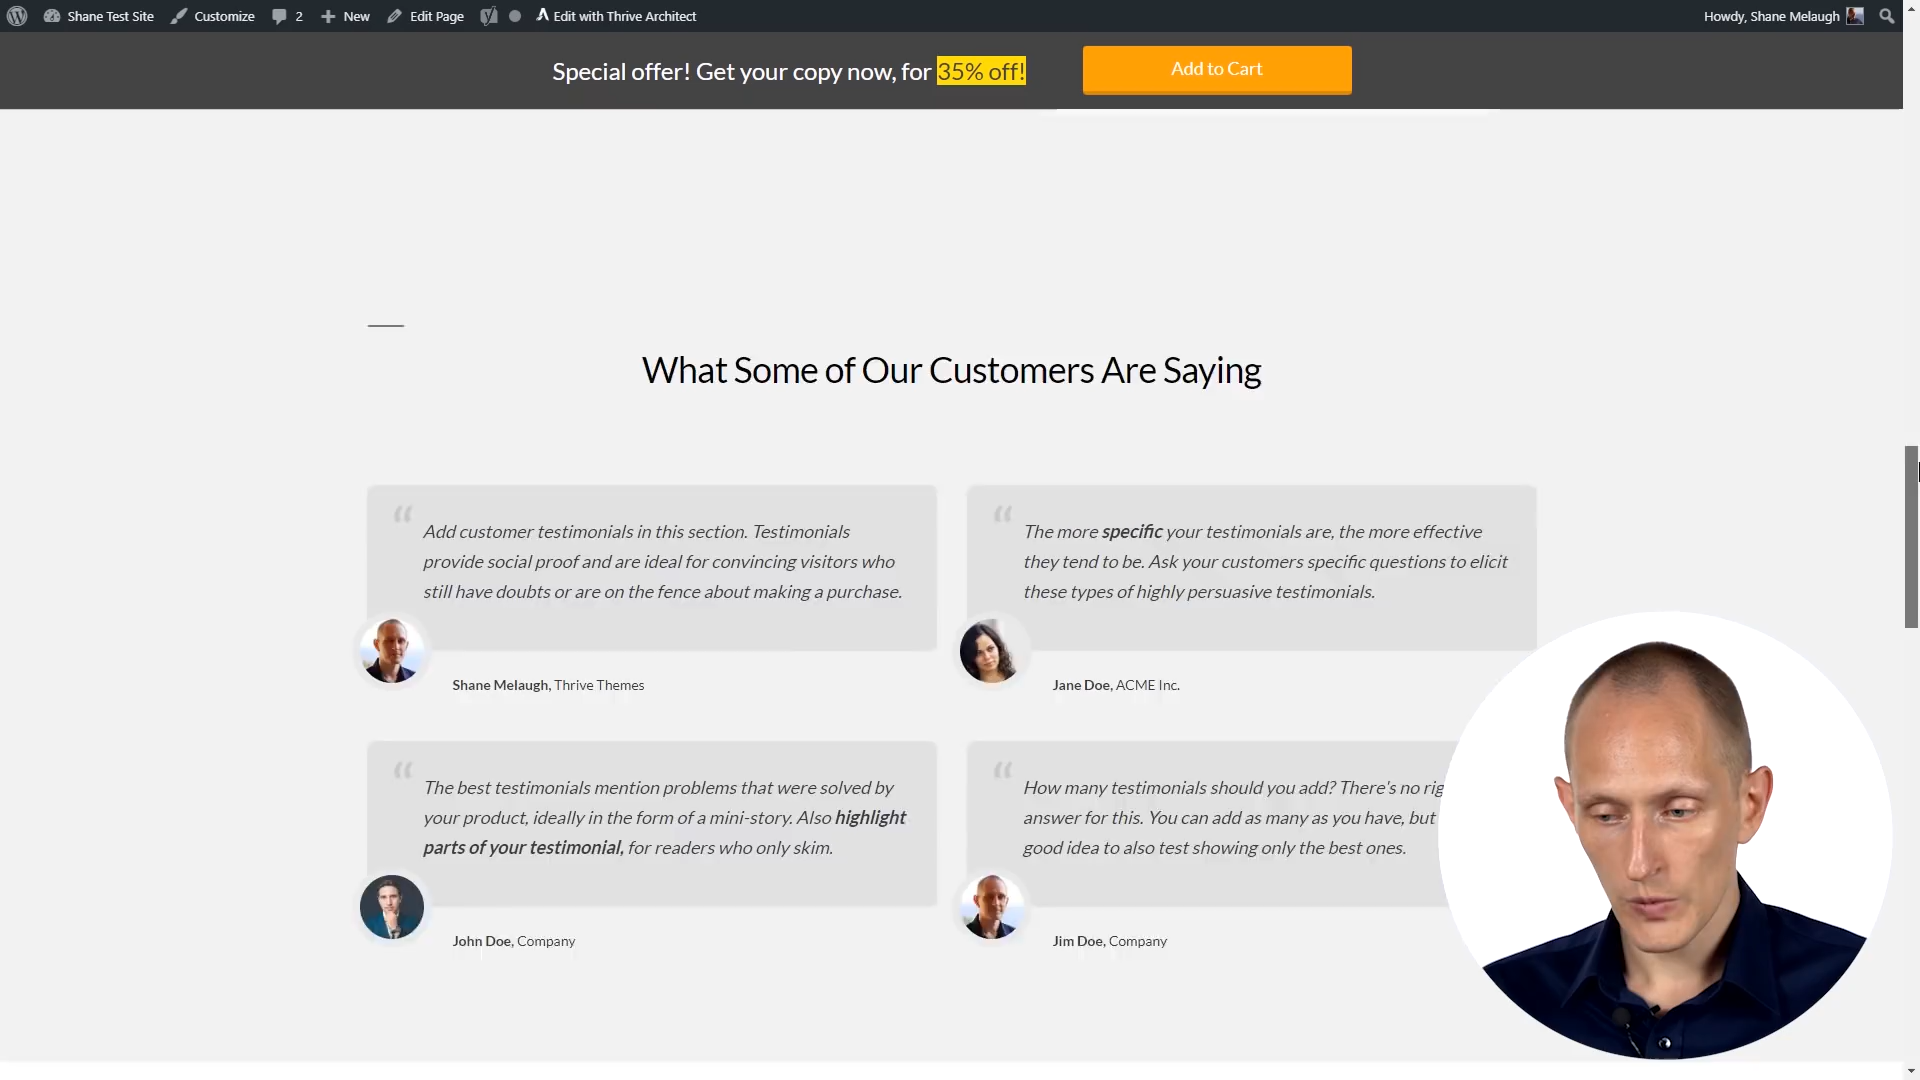 Shane Test Site Customize 2 New Edit Page Edit with Thrive Architect Howdy, Shane Melaugh
Special offer! Get your copy now, for 35% off! Add to Cart
What Some of Our Customers Are Saying
“ Add customer testimonials in this section. Testimonials
provide social proof and are ideal for convincing visitors who
still have doubts or are on the fence about making a purchase.
Shane Melaugh, Thrive Themes
“ The more specific your testimonials are, the more effective
they tend to be. Ask your customers specific questions to elicit
these types of highly persuasive testimonials.
Jane Doe, ACME Inc.
“ The best testimonials mention problems that were solved by
your product, ideally in the form of a mini-story. Also highlight
parts of your testimonial, for readers who only skim.
John Doe, Company
“ How many testimonials should you add? There's no
answer for this. You can add as many as you have, but
good idea to also test showing only the best ones.
Jim Doe, Company